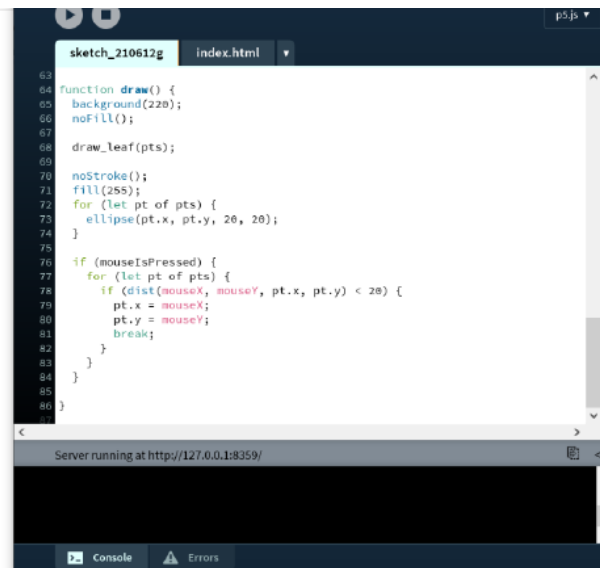 p5.js ▼
sketch_210612g index.html ▼
63
64 function draw() {
65 background(220);
66 noFill();
67
68 draw_leaf(pts);
69
70 noStroke();
71 fill(255);
72 for (let pt of pts) {
73 ellipse(pt.x, pt.y, 20, 20);
74 }
75
76 if (mouseIsPressed) {
77 for (let pt of pts) {
78 if (dist(mouseX, mouseY, pt.x, pt.y) < 20) {
79 pt.x = mouseX;
80 pt.y = mouseY;
81 break;
82 }
83 }
84 }
85
86 }
87
Server running at http://127.0.0.1:8359/
Console Errors